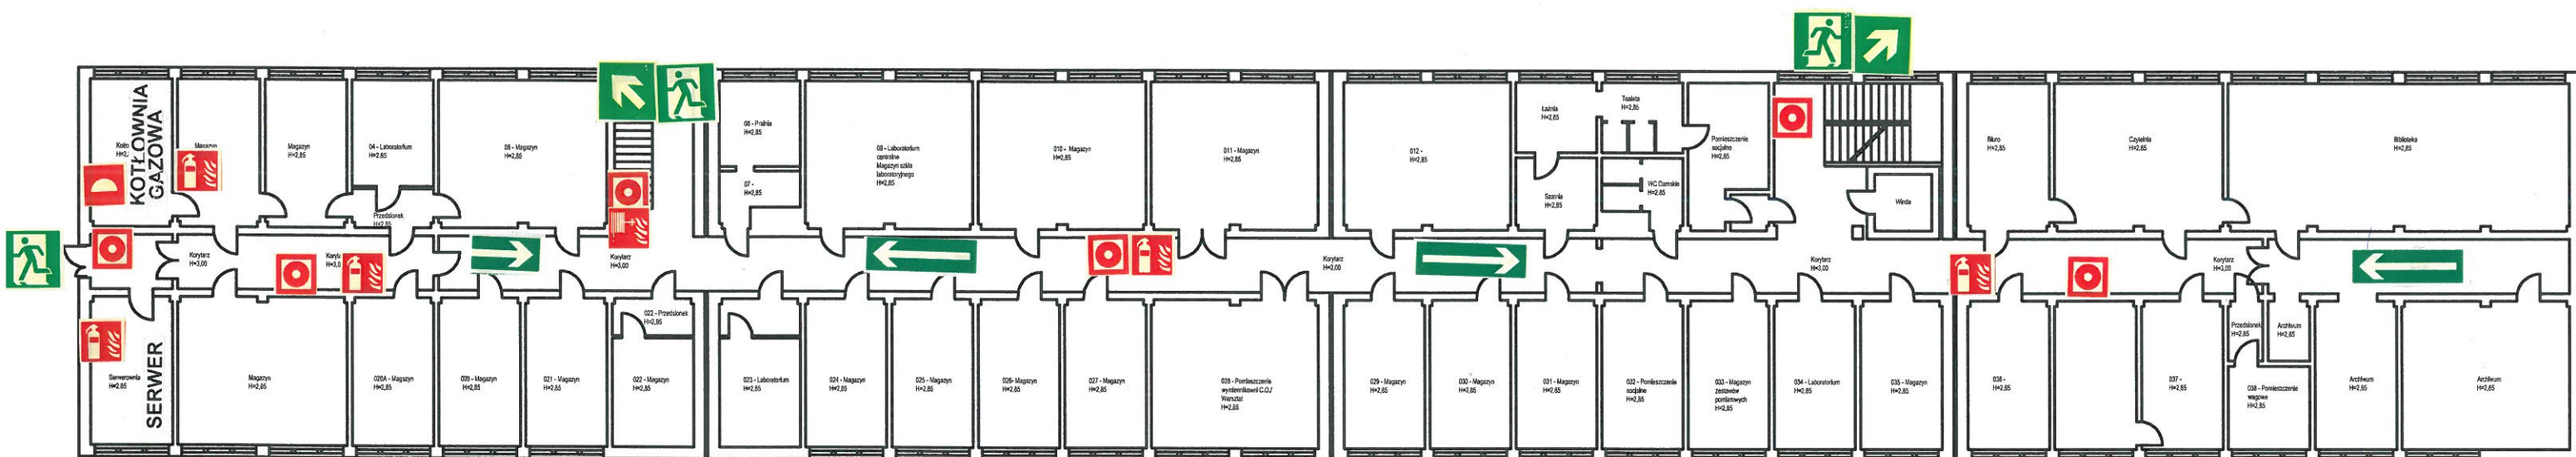 KOTŁOWNIA
GAZOWA
Magazyn
H=2,85
04 - Laboratorium
H=2,85
06 - Magazyn
H=2,85
Przedsionek
H=2,85
08 - Pralnia
H=2,85
07 -
H=2,85
09 - Laboratorium
centralne
Magazyn szkła
laboratoryjnego
H=2,85
010 - Magazyn
H=2,85
011 - Magazyn
H=2,85
012 -
H=2,85
Łaźnia
H=2,85
Toaleta
H=2,85
Szatnia
H=2,85
WC Damskie
H=2,85
Pomieszczenie
socjalne
H=2,85
Winda
Biuro
H=2,85
Czytelnia
H=2,85
Biblioteka
H=2,85
Korytarz
H=3,00
Korytarz
H=3,00
Korytarz
H=3,00
Korytarz
H=3,00
Korytarz
H=3,00
Serwerownia
H=2,85
SERWER
Magazyn
H=2,85
020A - Magazyn
H=2,85
020 - Magazyn
H=2,85
021 - Magazyn
H=2,85
022 - Przedsionek
H=2,85
022 - Magazyn
H=2,85
023 - Laboratorium
H=2,85
024 - Magazyn
H=2,85
025 - Magazyn
H=2,85
026 - Magazyn
H=2,85
027 - Magazyn
H=2,85
028 - Pomieszczenie
Warsztat
H=2,85
029 - Magazyn
H=2,85
030 - Magazyn
H=2,85
031 - Magazyn
H=2,85
032 - Pomieszczenie
socjalne
H=2,85
033 - Magazyn
zestawów
pomiarowych
H=2,85
034 - Laboratorium
H=2,85
035 - Magazyn
H=2,85
036 -
H=2,85
037 -
H=2,85
Przedsionek
H=2,85
Archiwum
H=2,85
038 - Pomieszczenie
wagowe
H=2,85
Archiwum
H=2,85
Archiwum
H=2,85